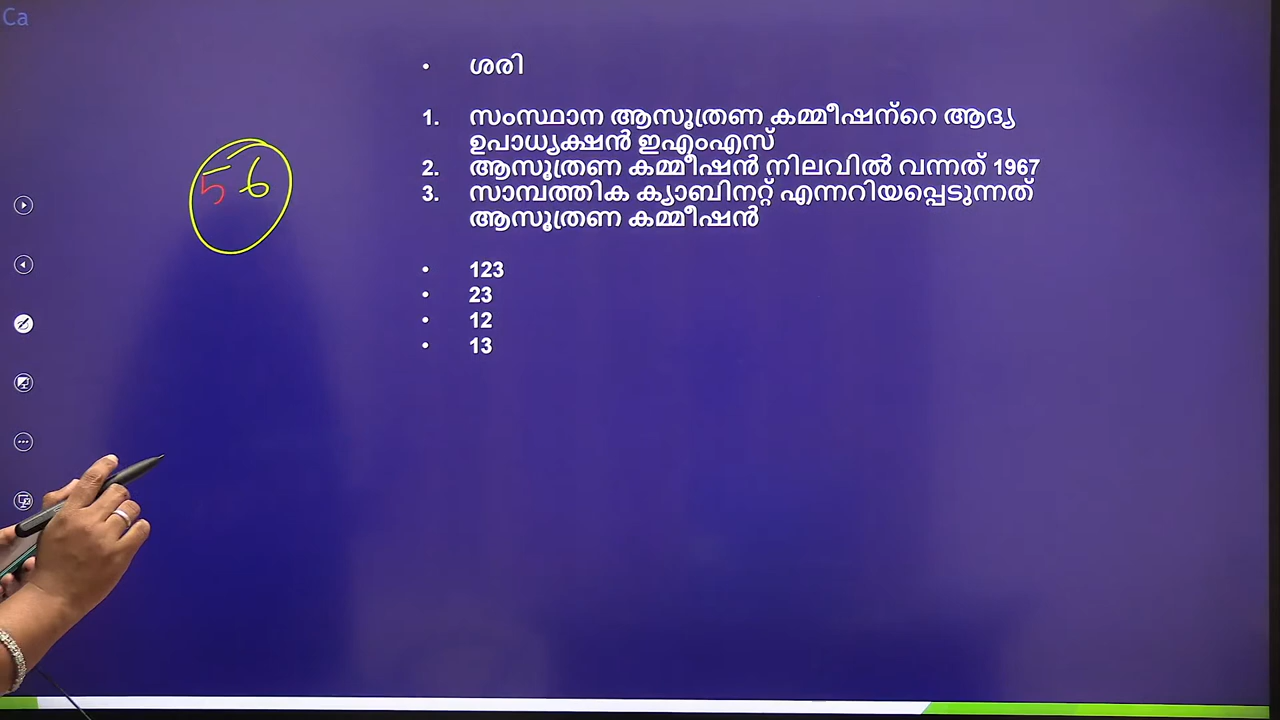 Ca
• ശരി
1. സംസ്ഥാന ആസൂത്രണ കമ്മീഷന്റെ ആദ്യ
ഉപാധ്യക്ഷൻ ഇഎംഎസ്
56
2. ആസൂത്രണ കമ്മീഷൻ നിലവിൽ വന്നത് 1967
3. സാമ്പത്തിക ക്യാബിനറ്റ് എന്നറിയപ്പെടുന്നത്
ആസൂത്രണ കമ്മീഷൻ
• 123
• 23
• 12
• 13